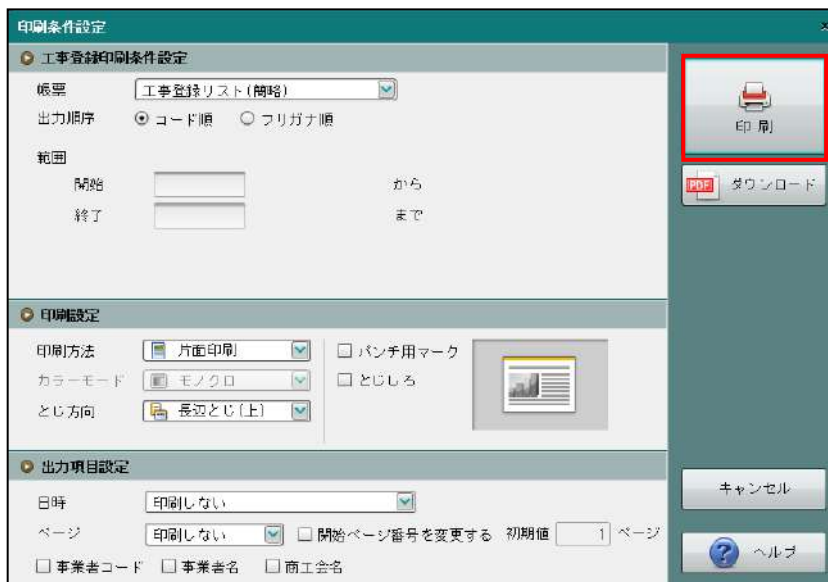 印刷条件設定 ×
工事登録印刷条件設定
帳票 工事登録リスト(簡略)
出力順序 コード順 フリガナ順
範囲
開始 から
終了 まで
印刷設定
印刷方法 片面印刷 パンチ用マーク
カラーモード モノクロ とじしろ
とじ方向 長辺とじ(上)
出力項目設定
日時 印刷しない
ページ 印刷しない 開始ページ番号を変更する 初期値 1 ページ
事業者コード 事業者名 商工会名
印刷
PDF ダウンロード
キャンセル
? ヘルプ